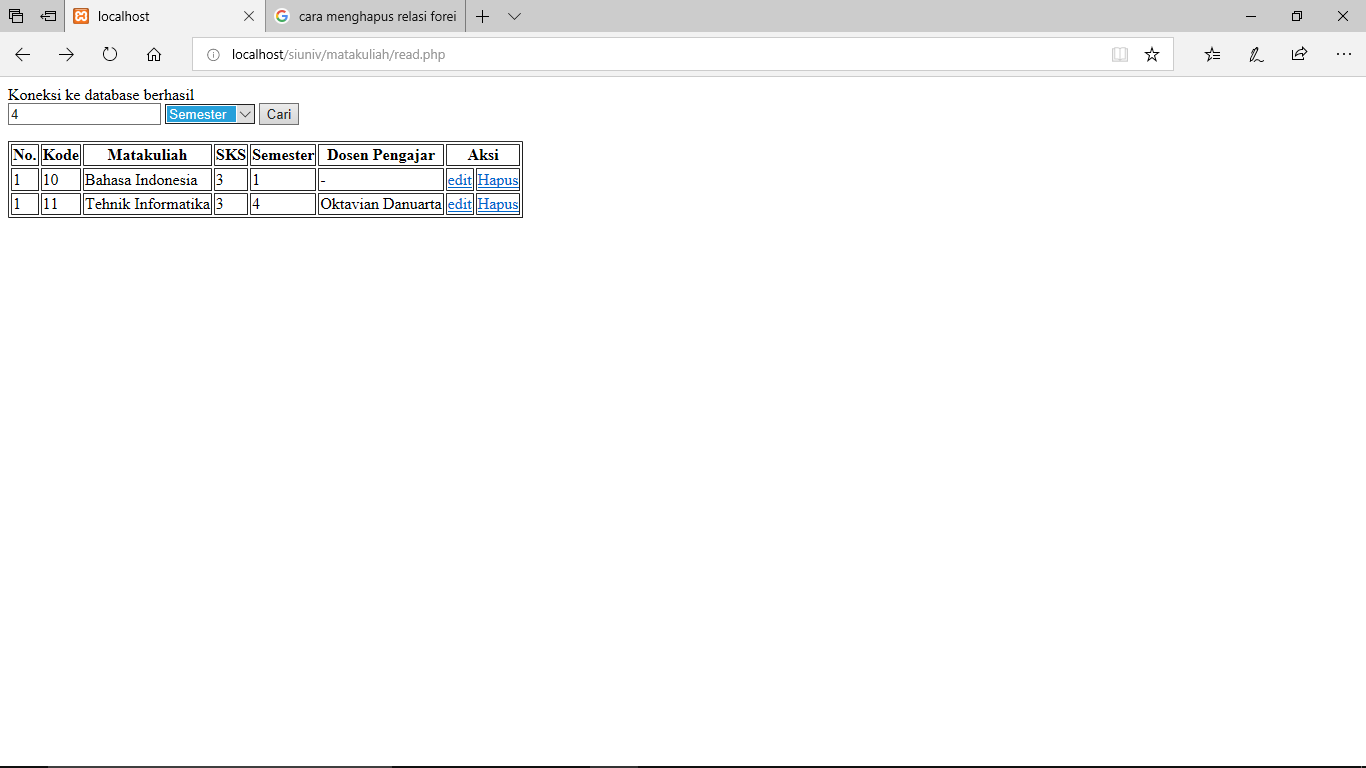 localhost
cara menghapus relasi forei
localhost/siuniv/matakuliah/read.php
Koneksi ke database berhasil
4 Semester Cari
No. Kode Matakuliah SKS Semester Dosen Pengajar Aksi
1 10 Bahasa Indonesia 3 1 - edit Hapus
1 11 Tehnik Informatika 3 4 Oktavian Danuarta edit Hapus